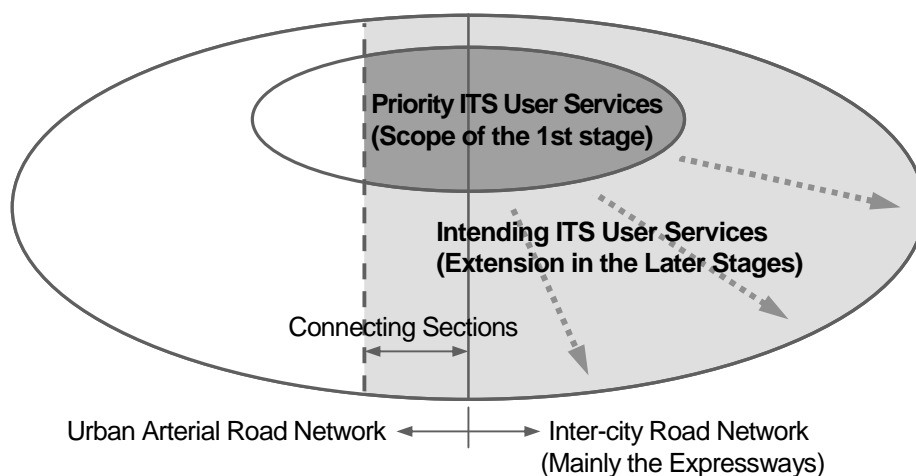 Priority ITS User Services
(Scope of the 1st stage)
Intending ITS User Services
(Extension in the Later Stages)
Connecting Sections
Urban Arterial Road Network
Inter-city Road Network
(Mainly the Expressways)